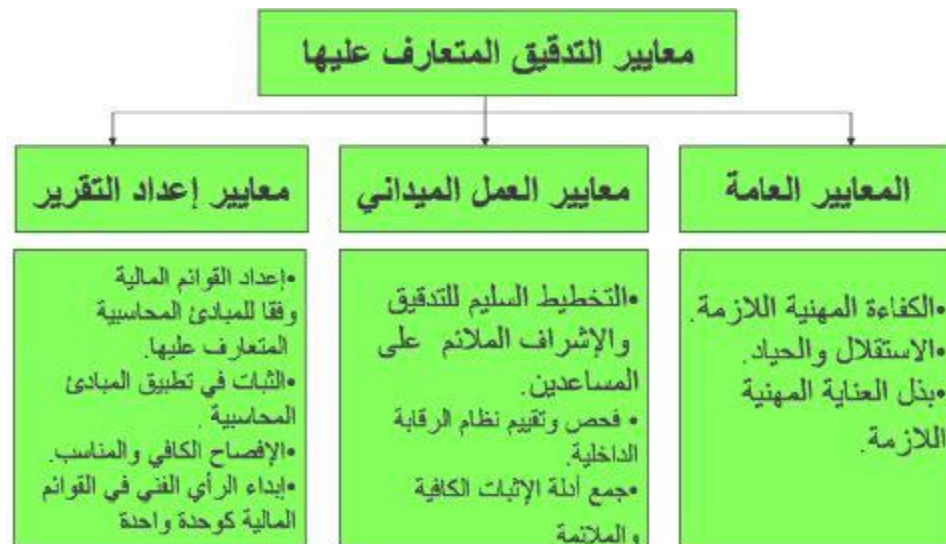 معايير التدقيق المتعارف عليها
المعايير العامة
•الكفاءة المهنية اللازمة.
•الاستقلال والحياد.
•بذل العناية المهنية
اللازمة.
معايير العمل الميداني
•التخطيط السليم للتدقيق
والإشراف الملائم على
المساعدين.
• فحص وتقييم نظام الرقابة
الداخلية.
•جمع أدلة الإثبات الكافية
والملائمة
معايير إعداد التقرير
•إعداد القوائم المالية
وفقا للمبادئ المحاسبية
المتعارف عليها.
•الثبات في تطبيق المبادئ
المحاسبية.
•الإفصاح الكافي والمناسب.
•إبداء الرأي الفني في القوائم
المالية كوحدة واحدة